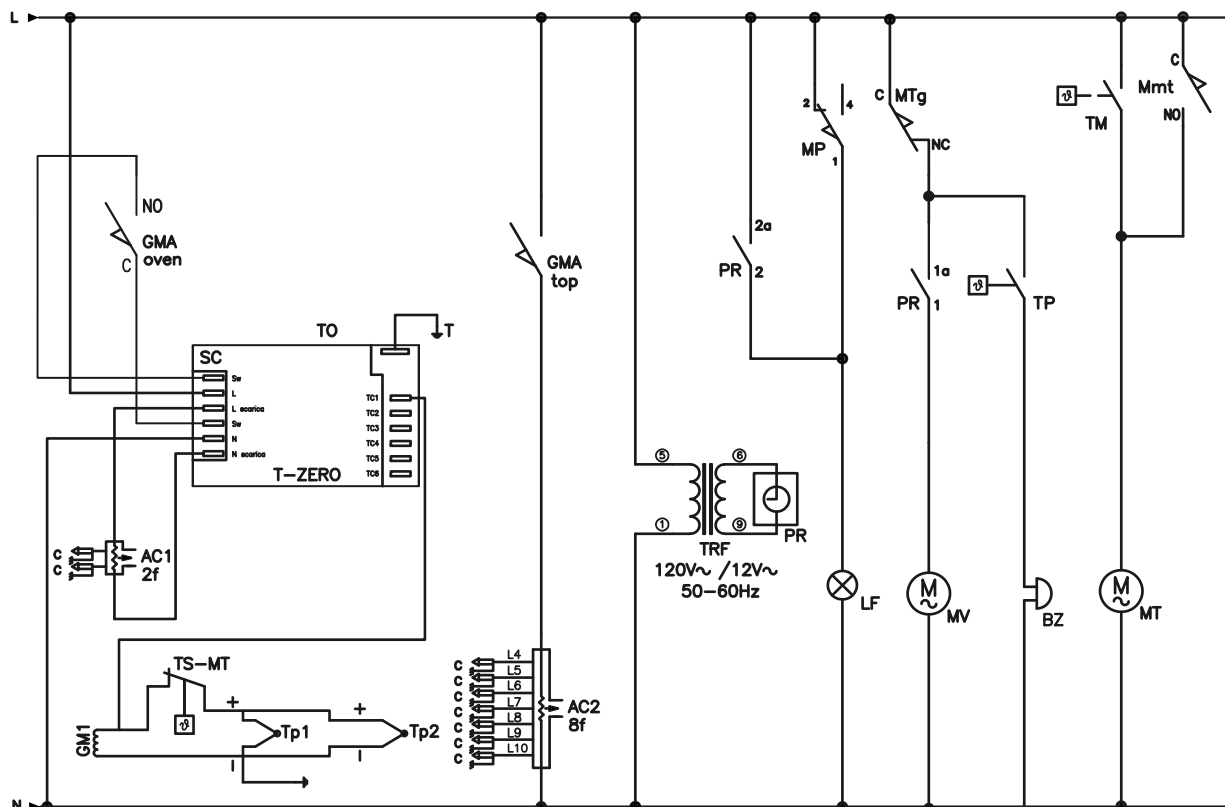 L
C
MTg
NC
2
4
MP
1
C
Mmt
NO
ϑ
TM
NO
GMA
oven
C
GMA
top
2a
PR
2
1a
PR
1
ϑ
TP
TO
T
SC
Sw
L
L scarica
Sw
N
N scarica
TC1
TC2
TC3
TC4
TC5
TC6
T-ZERO
5
6
1
9
PR
TRF
120V~ /12V~
50-60Hz
C
C
AC1
2f
LF
M
~
MV
BZ
M
~
MT
TS-MT
ϑ
GM1
+
Tp1
-
+
Tp2
-
C
C
C
C
C
C
C
L4
L5
L6
L7
L8
L9
L10
AC2
8f
N